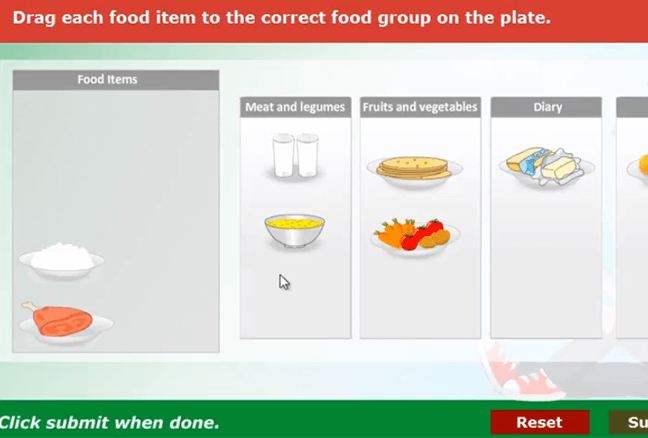 Drag each food item to the correct food group on the plate.
Food Items
Meat and legumes
Fruits and vegetables
Diary
Click submit when done.
Reset